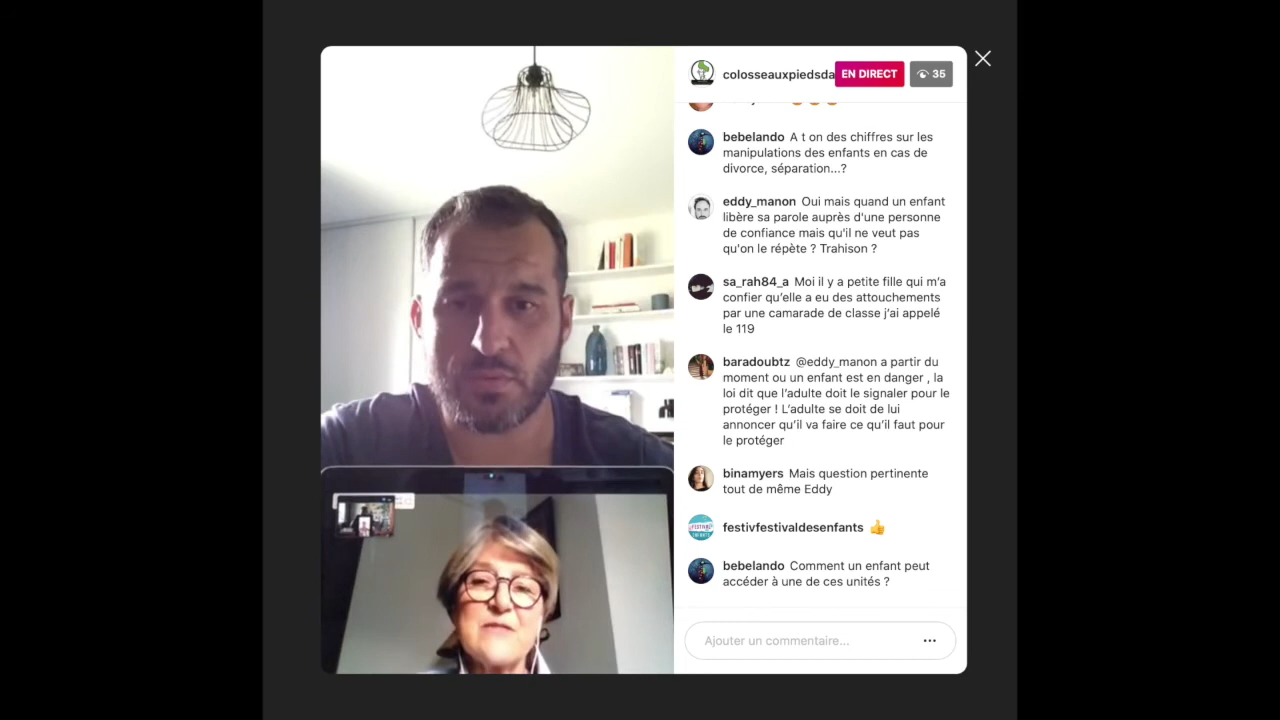 colosseauxpiedsda
EN DIRECT
35
bebelando A t on des chiffres sur les
manipulations des enfants en cas de
divorce, séparation...?
eddy_manon Oui mais quand un enfant
libère sa parole auprès d'une personne
de confiance mais qu'il ne veut pas
qu'on le répète ? Trahison ?
sa_rah84_a Moi il y a petite fille qui m'a
confier qu'elle a eu des attouchements
par une camarade de classe j'ai appelé
le 119
baradoubtz @eddy_manon a partir du
moment ou un enfant est en danger , la
loi dit que l'adulte doit le signaler pour le
protéger ! L'adulte se doit de lui
annoncer qu'il va faire ce qu'il faut pour
le protéger
binamyers Mais question pertinente
tout de même Eddy
festivfestivaldesenfants 👍
bebelando Comment un enfant peut
accéder à une de ces unités ?
Ajouter un commentaire...